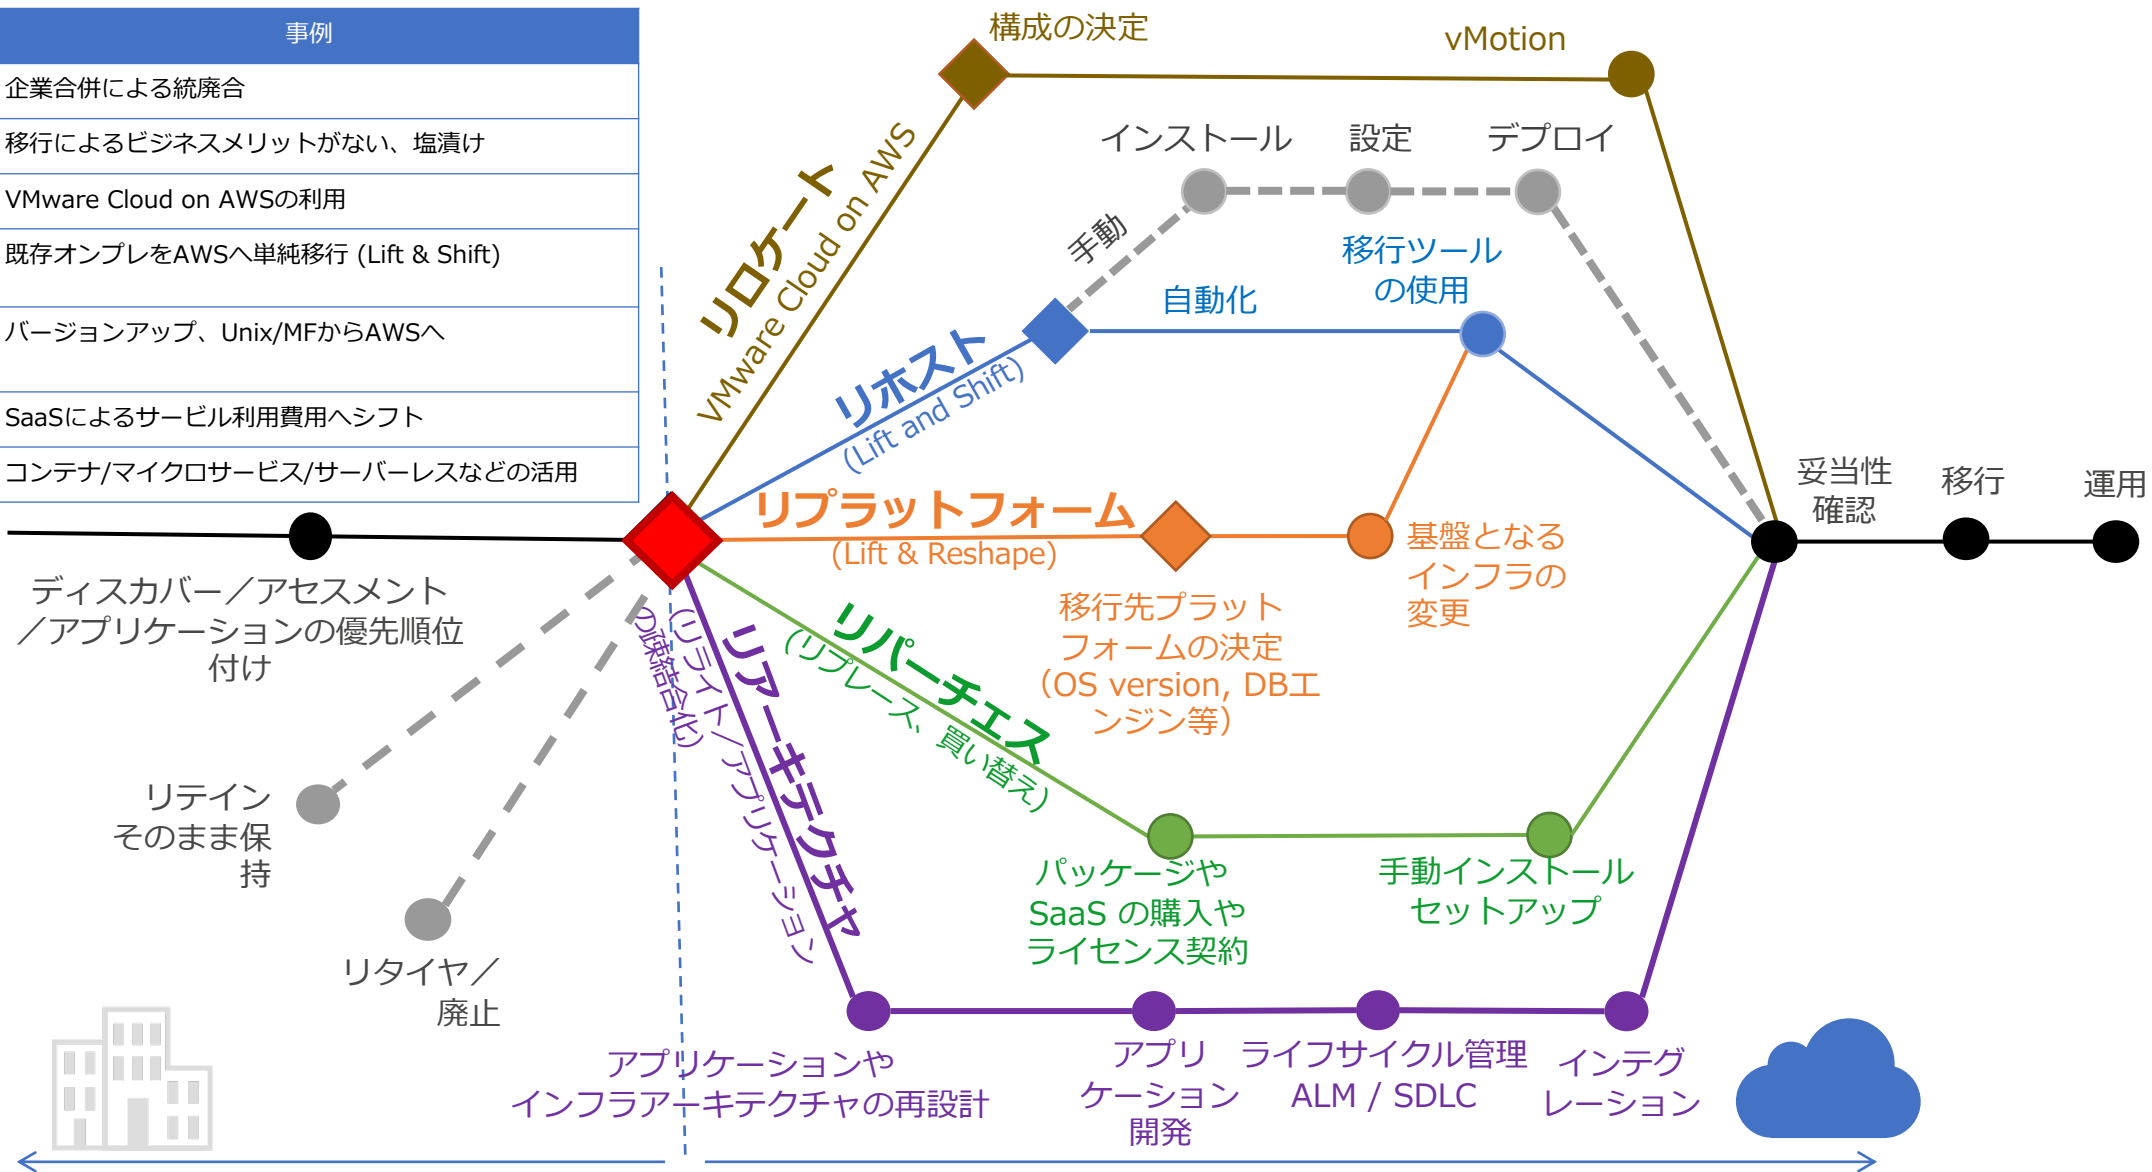 事例
企業合併による統廃合
移行によるビジネスメリットがない、塩漬け
VMware Cloud on AWSの利用
既存オンプレをAWSへ単純移行 (Lift & Shift)
バージョンアップ、Unix/MFからAWSへ
SaaSによるサービル利用費用へシフト
コンテナ/マイクロサービス/サーバーレスなどの活用
構成の決定
vMotion
リロケート
VMware Cloud on AWS
インストール
設定
デプロイ
手動
移行ツール
の使用
自動化
リホスト
(Lift and Shift)
リプラットフォーム
(Lift & Reshape)
移行先プラット
フォームの決定
（OS version, DBエ
ンジン等）
基盤となる
インフラの
変更
妥当性
確認
移行
運用
ディスカバー／アセスメント
／アプリケーションの優先順位
付け
リパーチェス
（リプレース、買い替え）
パッケージや
SaaS の購入や
ライセンス契約
手動インストール
セットアップ
リアーキテクチャ
（リライト／アプリケーション
の疎結合化）
リテイン
そのまま保
持
リタイヤ／
廃止
アプリケーションや
インフラアーキテクチャの再設計
アプリ
ケーション
開発
ライフサイクル管理
ALM / SDLC
インテグ
レーション